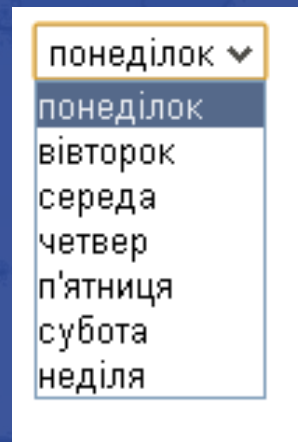 понеділок
понеділок
вівторок
середа
четвер
п'ятниця
субота
неділя